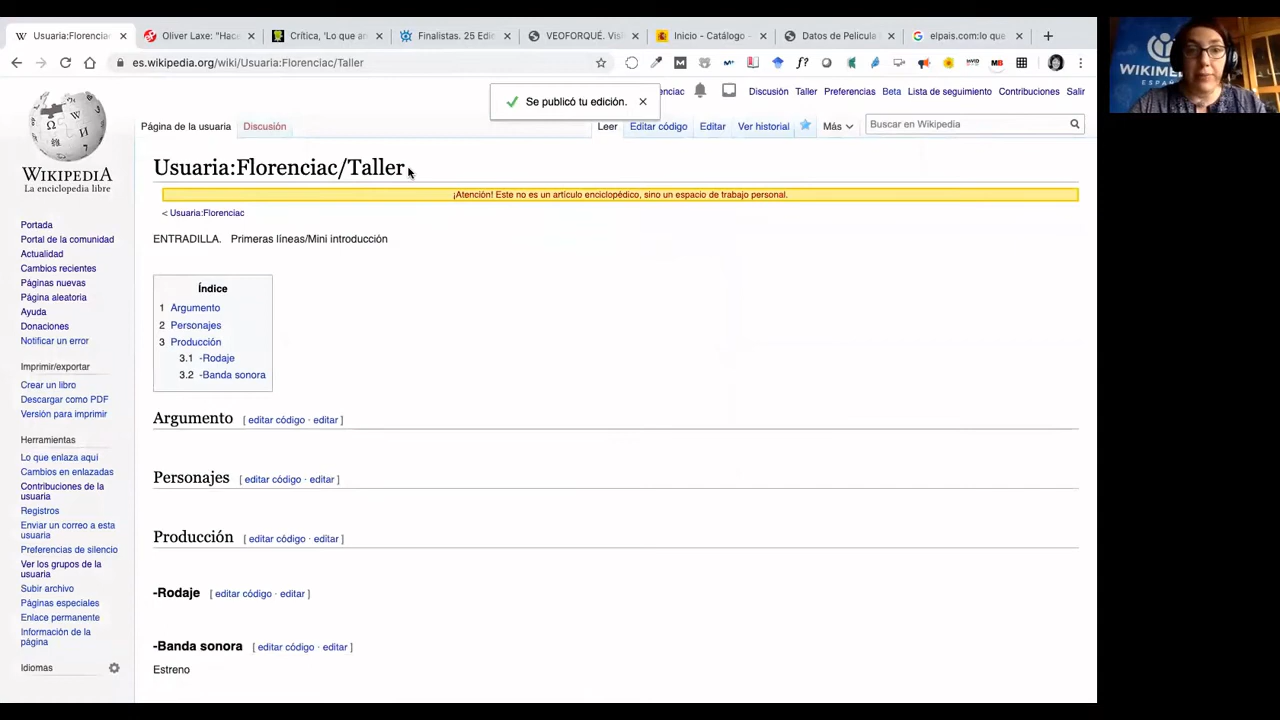 Usuaria:Florenciac
Oliver Laxe: "Hace
Crítica, 'Lo que ar
Finalistas. 25 Edic
VEOFORQUÉ. Visi
Inicio - Catálogo
Datos de Pelicula
elpais.com:lo que
es.wikipedia.org/wiki/Usuaria:Florenciac/Taller
WIKIME
ESPAÑ
Se publicó tu edición.
enciac
Discusión
Taller
Preferencias
Beta
Lista de seguimiento
Contribuciones
Salir
Página de la usuaria
Discusión
Leer
Editar código
Editar
Ver historial
Más
Buscar en Wikipedia
WIKIPEDIA
La enciclopedia libre
Portada
Portal de la comunidad
Actualidad
Cambios recientes
Páginas nuevas
Página aleatoria
Ayuda
Donaciones
Notificar un error
Imprimir/exportar
Crear un libro
Descargar como PDF
Versión para imprimir
Herramientas
Lo que enlaza aquí
Cambios en enlazadas
Contribuciones de la
usuaria
Registros
Enviar un correo a esta
usuaria
Preferencias de silencio
Ver los grupos de la
usuaria
Subir archivo
Páginas especiales
Enlace permanente
Información de la
página
Idiomas
Usuaria:Florenciac/Taller
¡Atención! Este no es un artículo enciclopédico, sino un espacio de trabajo personal.
< Usuaria:Florenciac
ENTRADILLA. Primeras líneas/Mini introducción
Índice
1 Argumento
2 Personajes
3 Producción
3.1 -Rodaje
3.2 -Banda sonora
Argumento [ editar código · editar ]
Personajes [ editar código · editar ]
Producción [ editar código · editar ]
-Rodaje [ editar código · editar ]
-Banda sonora [ editar código · editar ]
Estreno